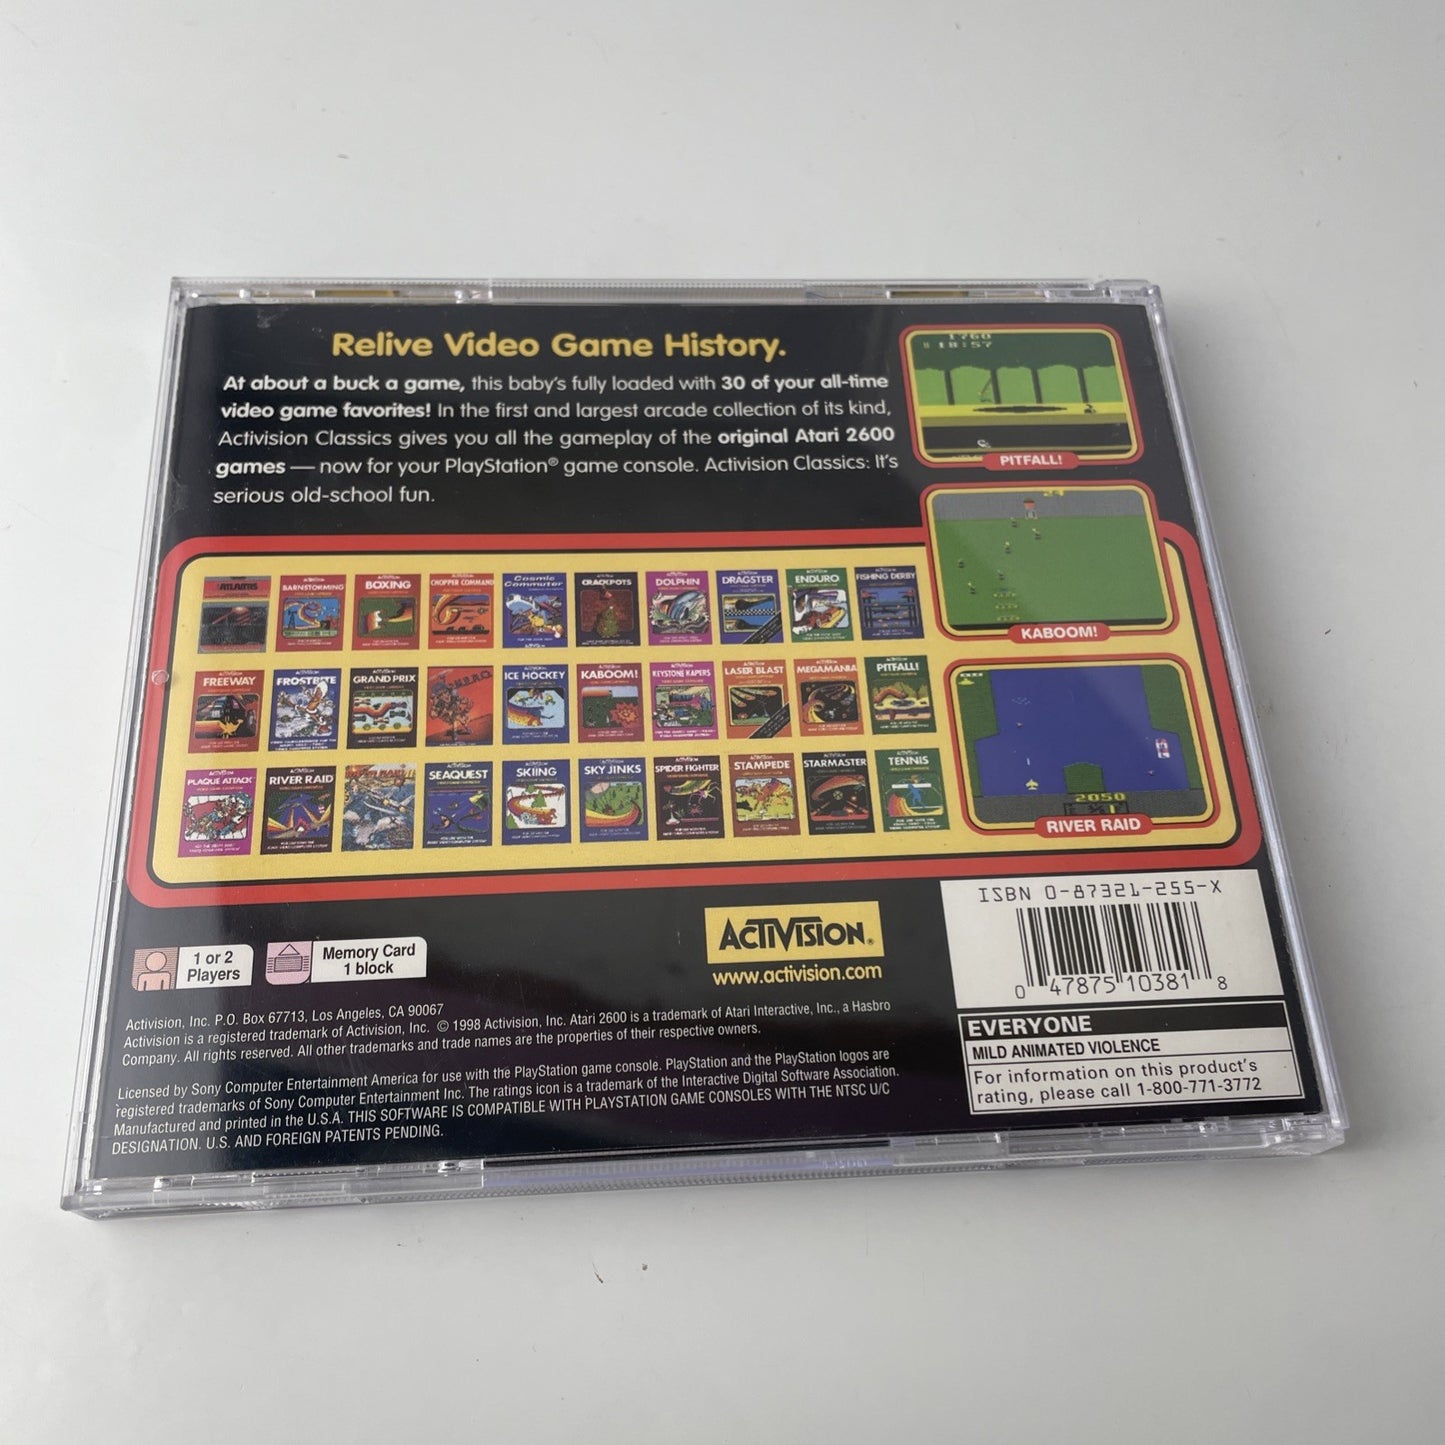 Relive Video Game History.
At about a buck a game, this baby's fully loaded with 30 of your all-time
video game favorites! In the first and largest arcade collection of its kind,
Activision Classics gives you all the gameplay of the original Atari 2600
games — now for your PlayStation® game console. Activision Classics: It's
serious old-school fun.
1760
18:57
PITFALL!
24
KABOOM!
2050
RIVER RAID
ATLANTIS
BARNSTORMING
BOXING
CHOPPER COMMAND
Cosmic
Commuter
CRACKPOTS
DOLPHIN
DRAGSTER
ENDURO
FISHING DERBY
FREEWAY
FROSTBITE
GRAND PRIX
H.E.R.O.
ICE HOCKEY
KABOOM!
KEYSTONE KAPERS
LASER BLAST
MEGAMANIA
PITFALL!
PLAQUE ATTACK
RIVER RAID
RIVER RAID II
SEAQUEST
SKIING
SKY JINKS
SPIDER FIGHTER
STAMPEDE
STARMASTER
TENNIS
1 or 2
Players
Memory Card
1 block
ACTIVISION®
www.activision.com
ISBN 0-87321-255-X
0 47875 10381 8
EVERYONE
MILD ANIMATED VIOLENCE
For information on this product's
rating, please call 1-800-771-3772
Activision, Inc. P.O. Box 67713, Los Angeles, CA 90067
Activision is a registered trademark of Activision, Inc. © 1998 Activision, Inc. Atari 2600 is a trademark of Atari Interactive, Inc., a Hasbro
Company. All rights reserved. All other trademarks and trade names are the properties of their respective owners.
Licensed by Sony Computer Entertainment America for use with the PlayStation game console. PlayStation and the PlayStation logos are
registered trademarks of Sony Computer Entertainment Inc. The ratings icon is a trademark of the Interactive Digital Software Association.
Manufactured and printed in the U.S.A. THIS SOFTWARE IS COMPATIBLE WITH PLAYSTATION GAME CONSOLES WITH THE NTSC U/C
DESIGNATION. U.S. AND FOREIGN PATENTS PENDING.